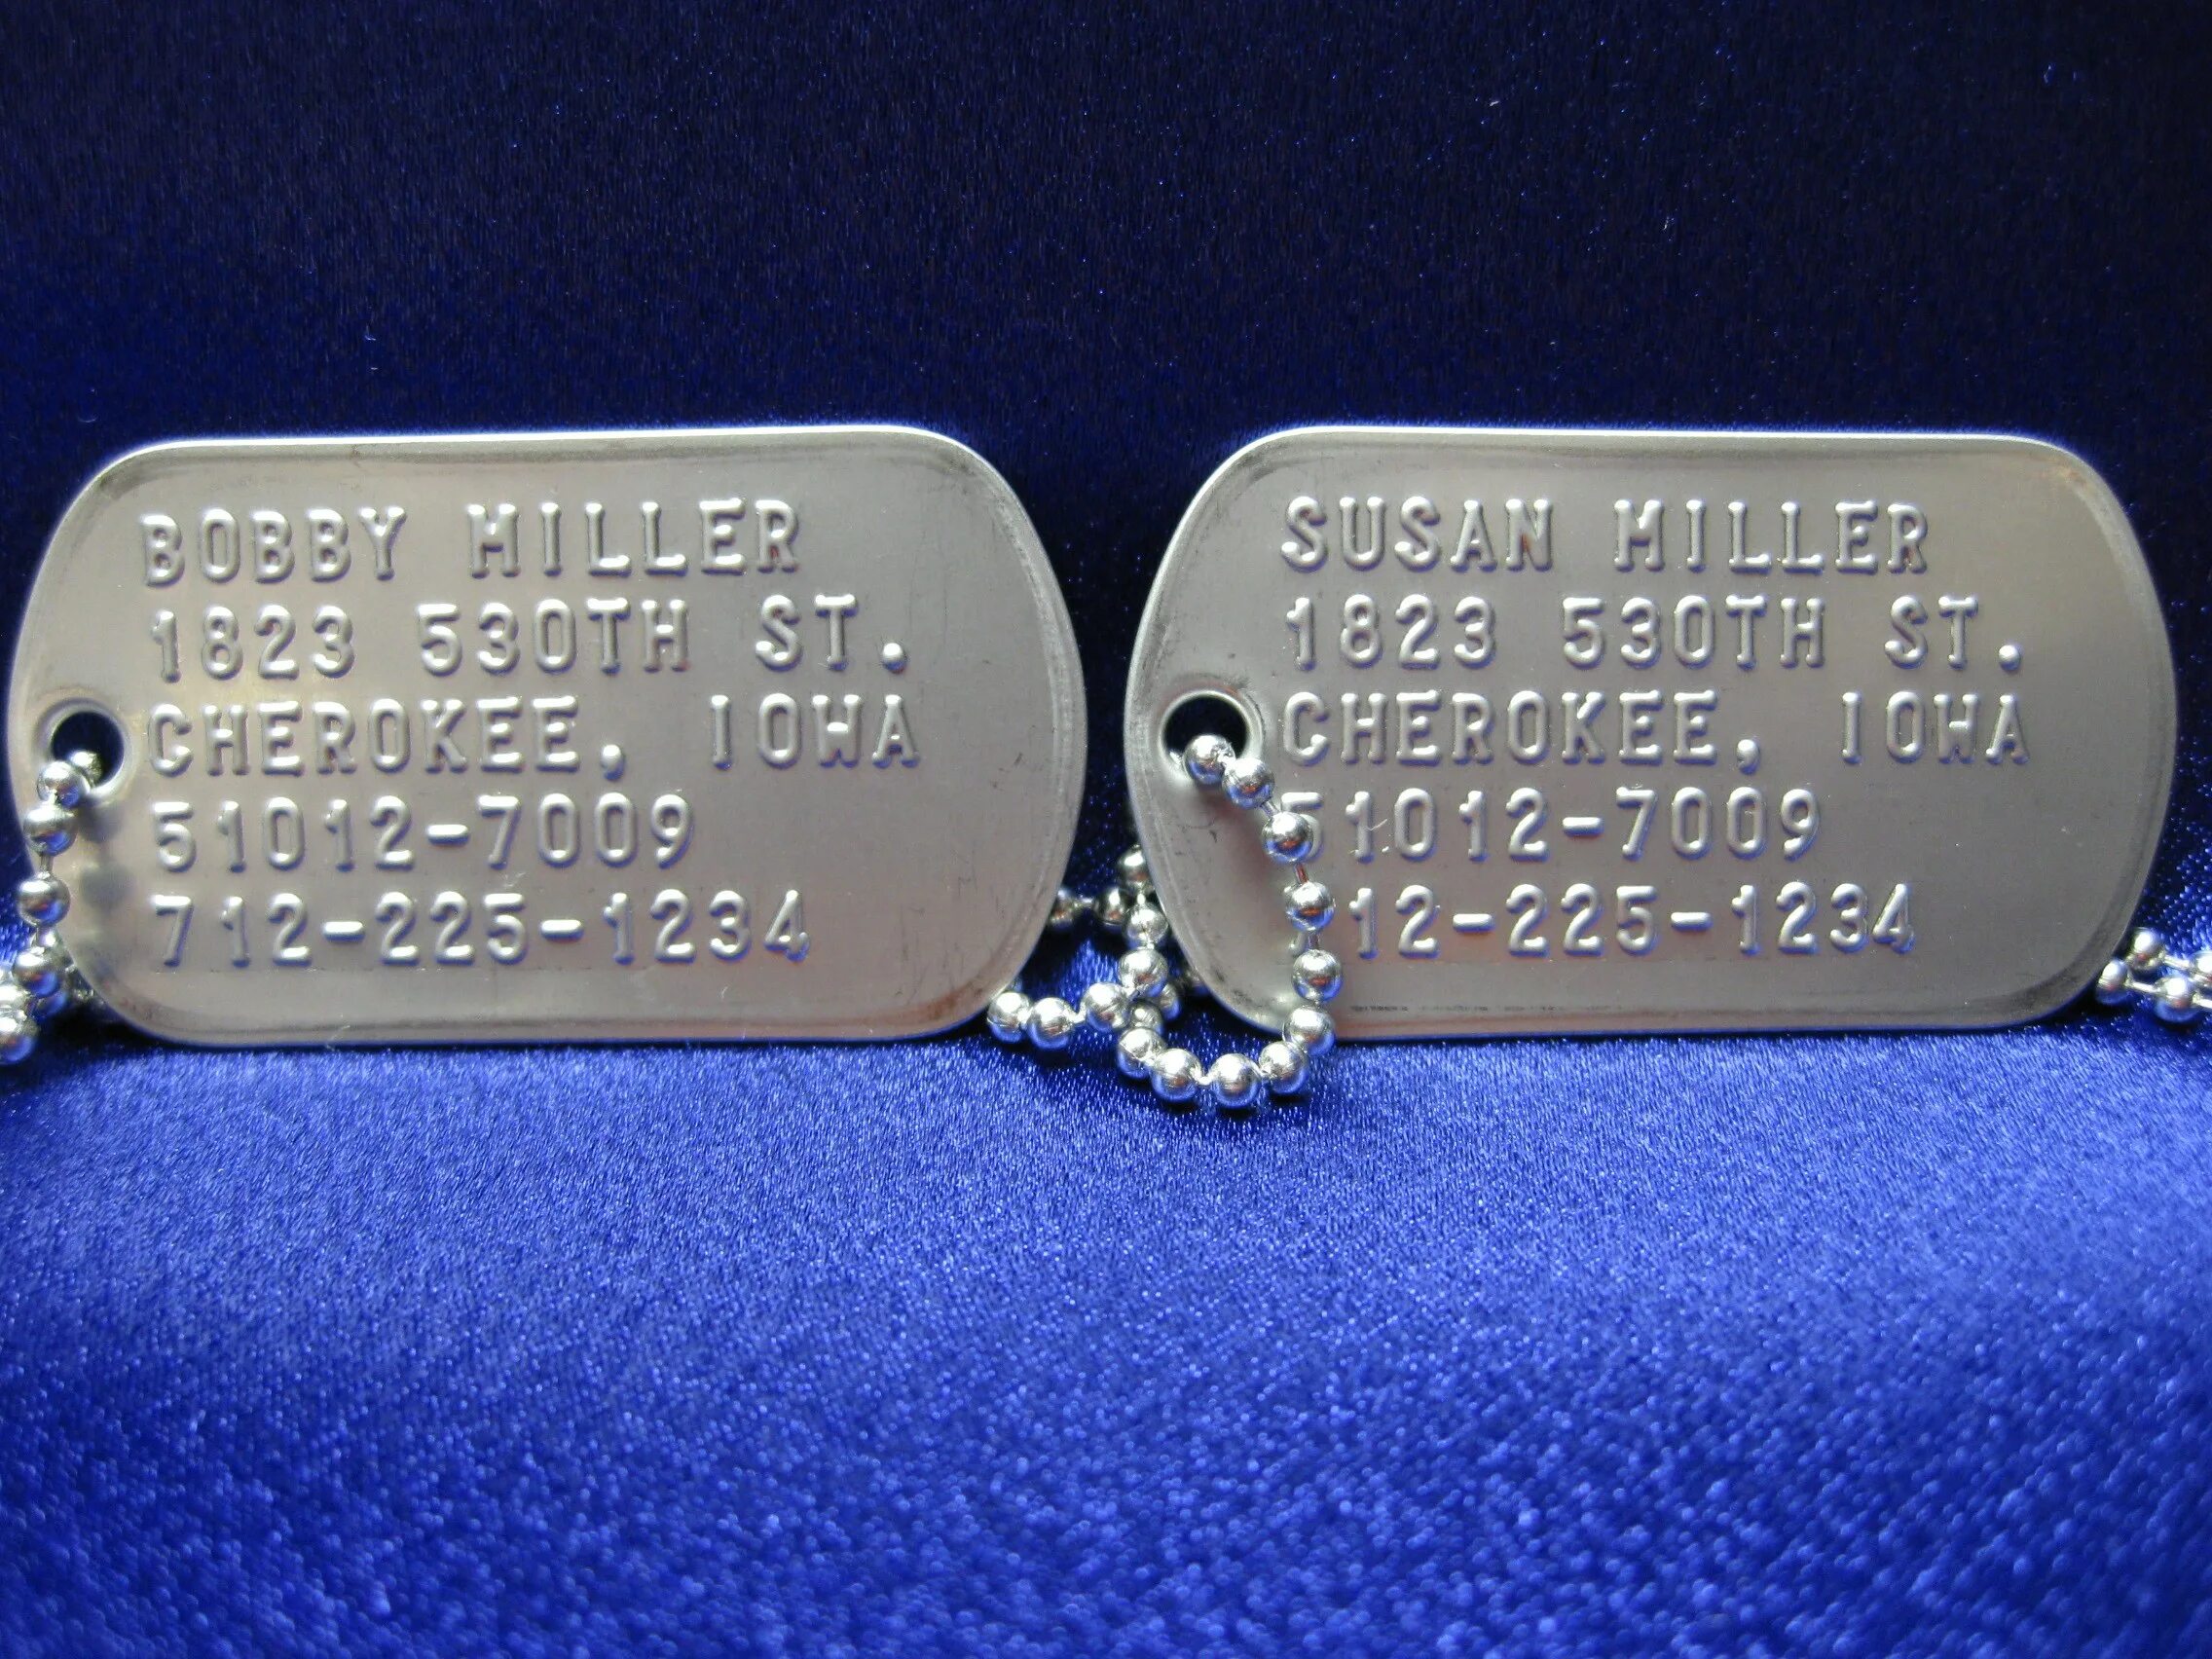 BOBBY MILLER
1823 530TH ST.
CHEROKEE, IOWA
51012-7009
712-225-1234
SUSAN MILLER
1823 530TH ST.
CHEROKEE, IOWA
51012-7009
712-225-1234